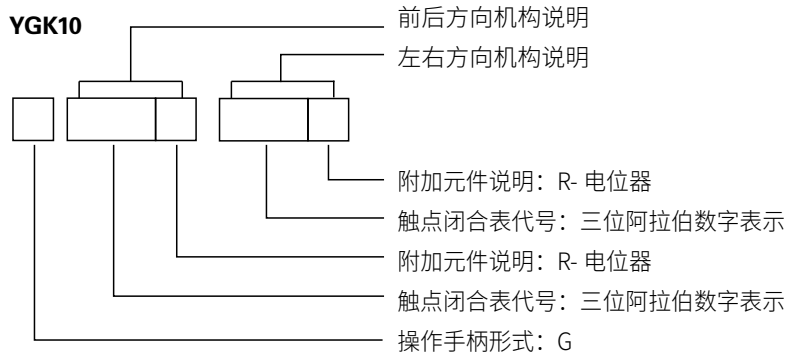 YGK10
前后方向机构说明
左右方向机构说明
附加元件说明：R- 电位器
触点闭合表代号：三位阿拉伯数字表示
附加元件说明：R- 电位器
触点闭合表代号：三位阿拉伯数字表示
操作手柄形式：G